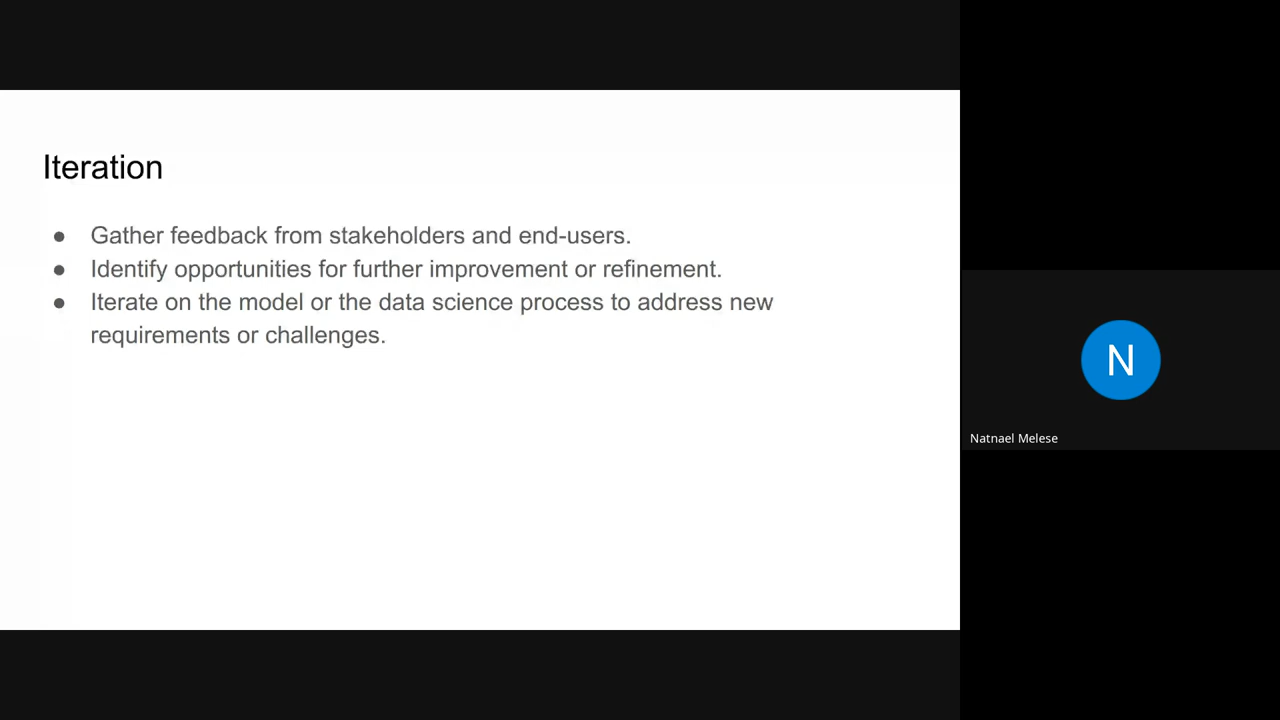 Iteration
● Gather feedback from stakeholders and end-users.
● Identify opportunities for further improvement or refinement.
● Iterate on the model or the data science process to address new
requirements or challenges.
N
Natnael Melese